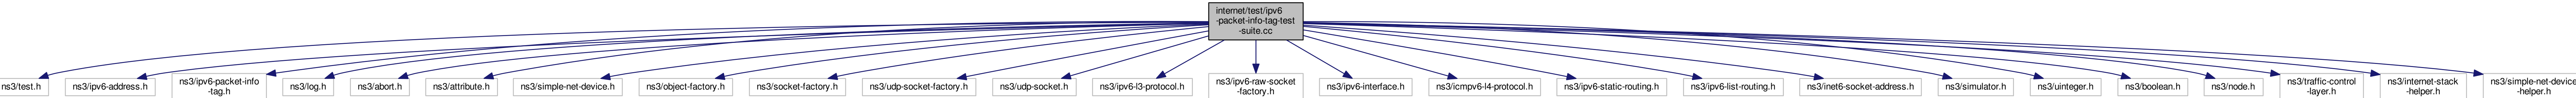 internet/test/ipv6
-packet-info-tag-test
-suite.cc
ns3/test.h
ns3/ipv6-address.h
ns3/ipv6-packet-info
-tag.h
ns3/log.h
ns3/abort.h
ns3/attribute.h
ns3/simple-net-device.h
ns3/object-factory.h
ns3/socket-factory.h
ns3/udp-socket-factory.h
ns3/udp-socket.h
ns3/ipv6-l3-protocol.h
ns3/ipv6-raw-socket
-factory.h
ns3/ipv6-interface.h
ns3/icmpv6-l4-protocol.h
ns3/ipv6-static-routing.h
ns3/ipv6-list-routing.h
ns3/inet6-socket-address.h
ns3/simulator.h
ns3/uinteger.h
ns3/boolean.h
ns3/node.h
ns3/traffic-control
-layer.h
ns3/internet-stack
-helper.h
ns3/simple-net-device
-helper.h